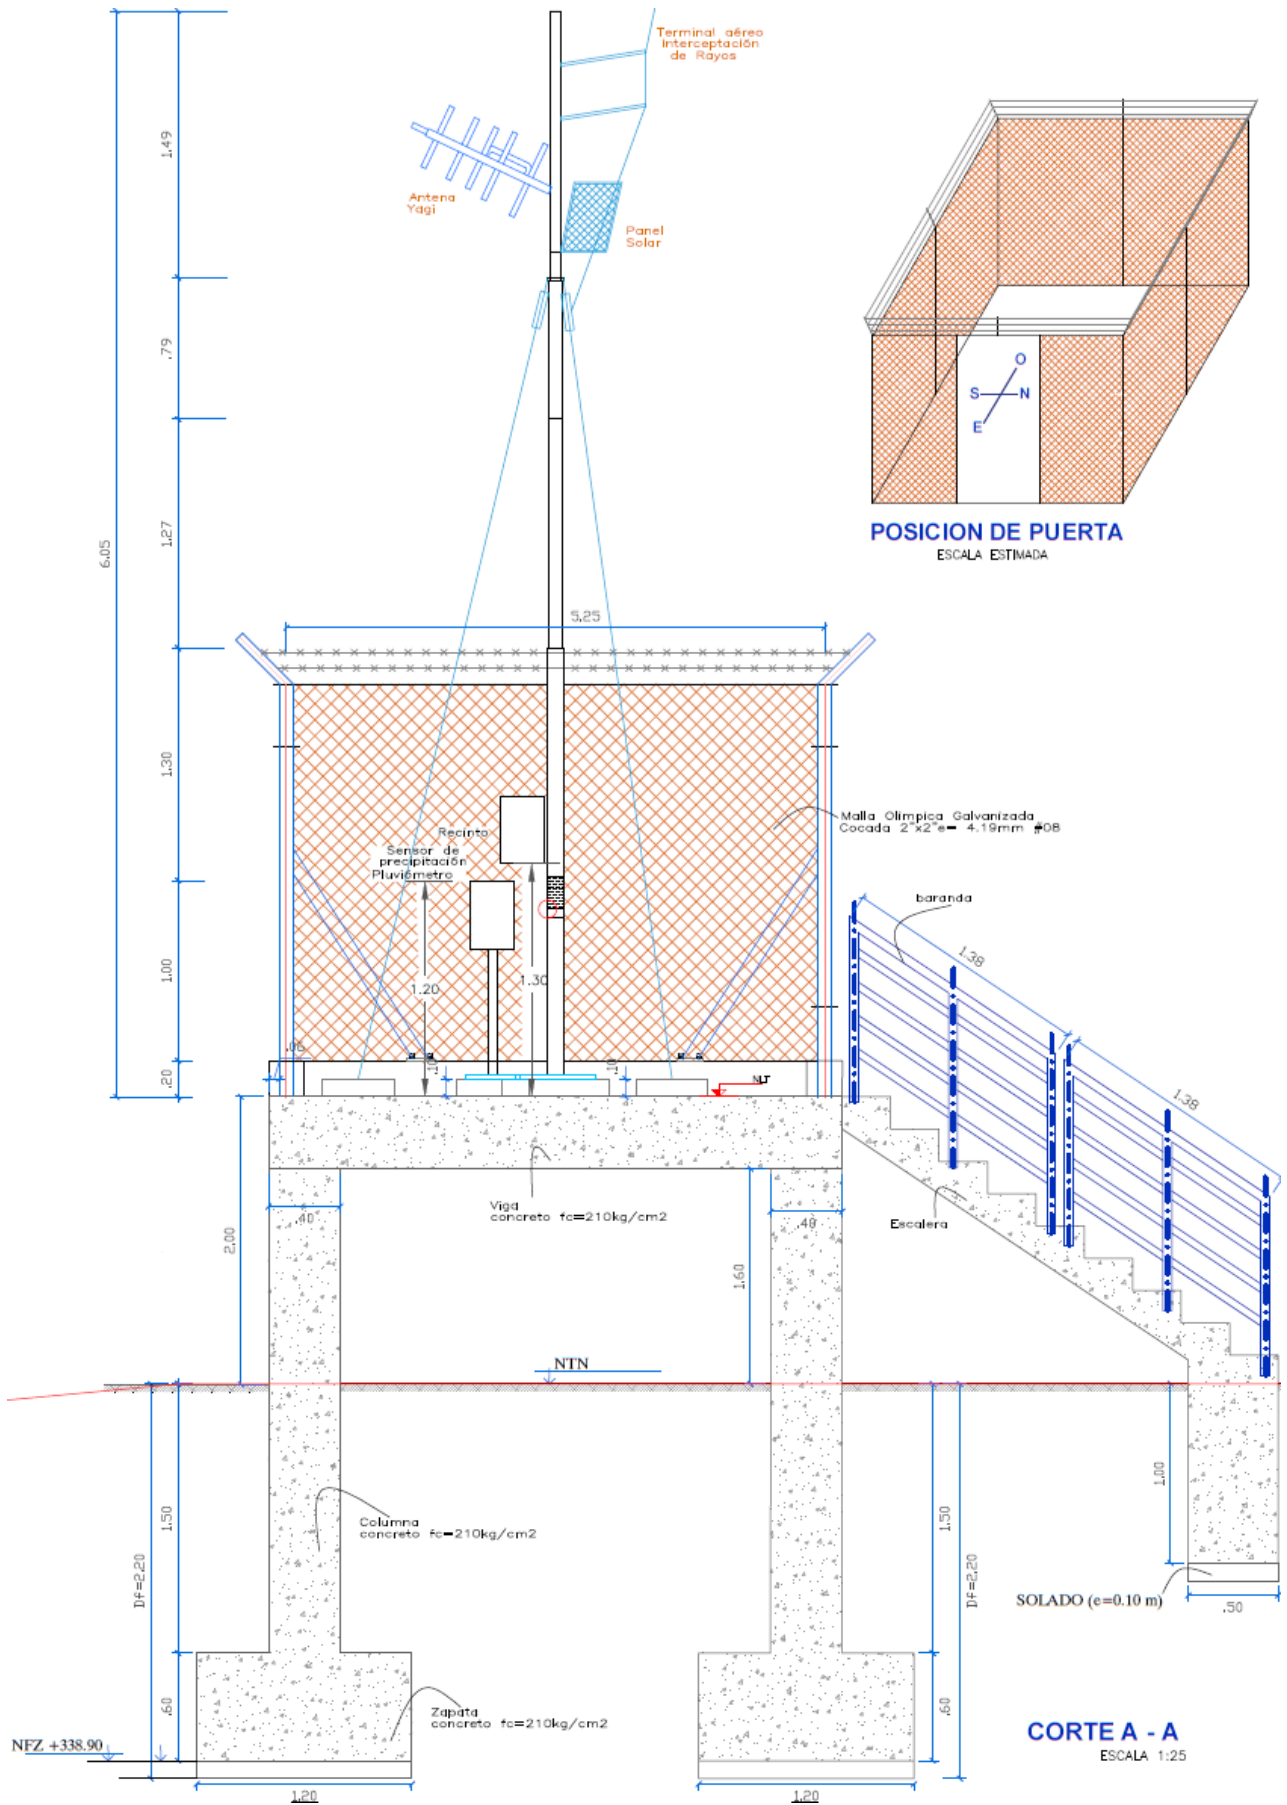 Terminal aéreo
Interceptación
de Rayos
1.49
Antena
Yagi
Panel
Solar
.79
O
S
N
E
POSICION DE PUERTA
ESCALA ESTIMADA
6.05
1.27
5.25
1.30
Malla Olimpica Galvanizada
Cocada 2"x2"e= 4.19mm #08
Recinto
Sensor de
precipitación
Pluviómetro
baranda
1.38
1.00
1.20
1.30
.20
.10
.10
NLT
1.38
Viga
concreto fc=210kg/cm2
.40
.40
Escalera
2.00
1.60
NTN
1.00
1.50
Columna
concreto fc=210kg/cm2
1.50
Df=2.20
Df=2.20
SOLADO (e=0.10 m)
.50
.60
Zapata
concreto fc=210kg/cm2
.60
NFZ +338.90
CORTE A - A
ESCALA 1:25
1.20
1.20